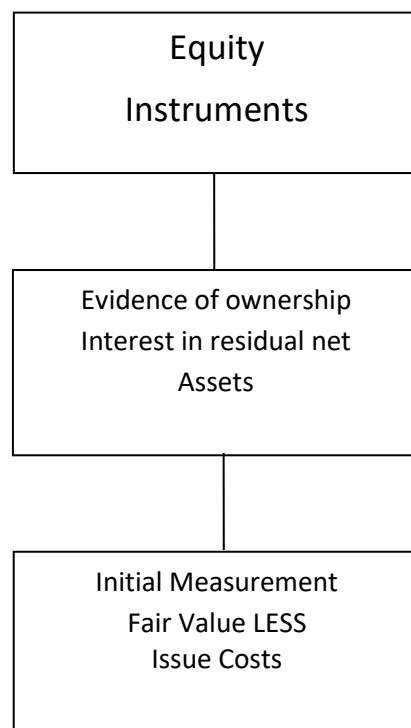 Equity
Instruments
Evidence of ownership
Interest in residual net
Assets
Initial Measurement
Fair Value LESS
Issue Costs